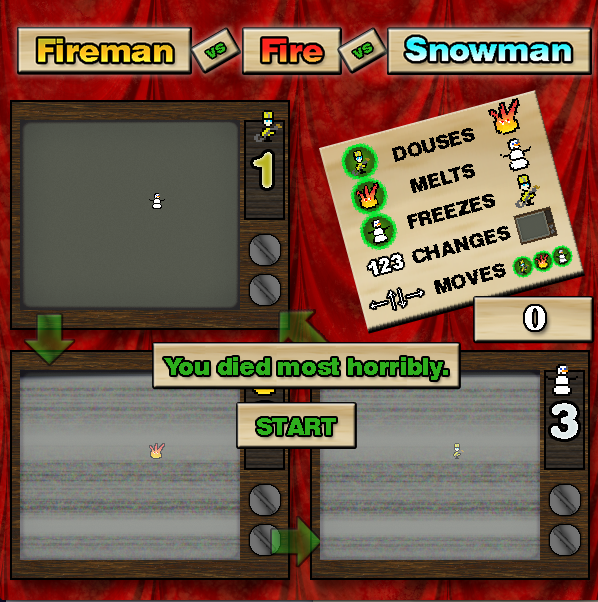 Fireman vs Fire vs Snowman
1
DOUSES
MELTS
FREEZES
123 CHANGES
MOVES
0
You died most horribly.
START
3